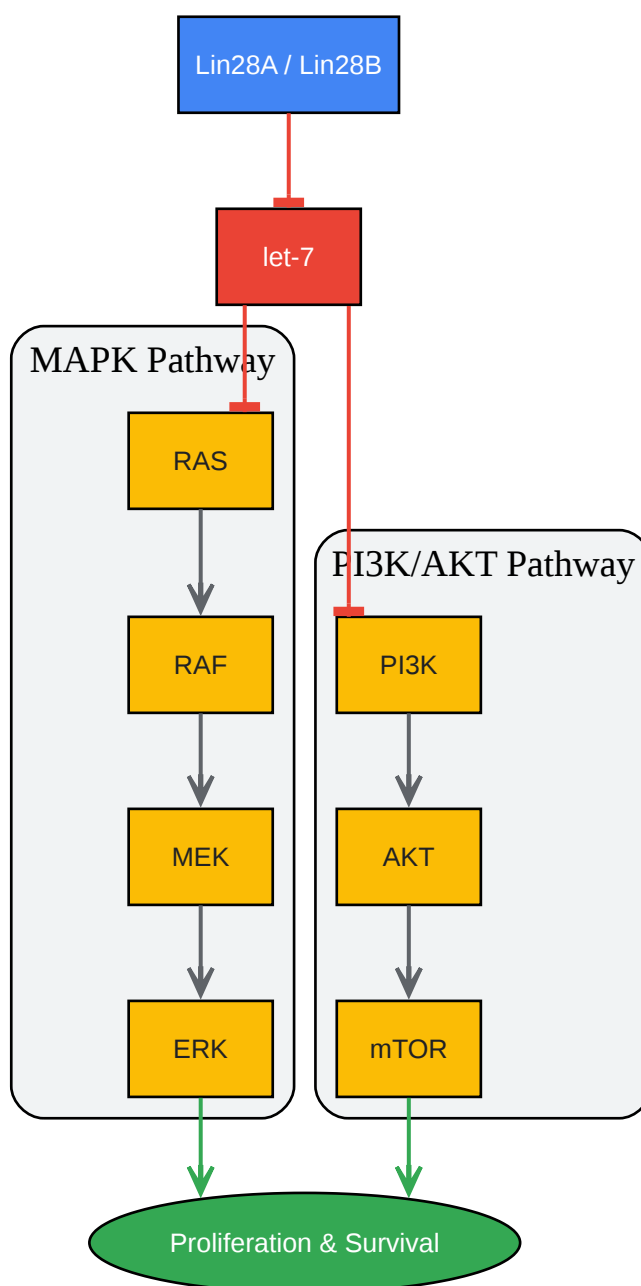 Lin28A / Lin28B
let-7
MAPK Pathway
RAS
RAF
MEK
ERK
PI3K/AKT Pathway
PI3K
AKT
mTOR
Proliferation & Survival